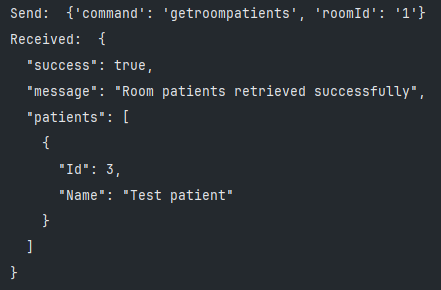 Send:  {'command': 'getroompatients', 'roomId': '1'}
Received:  {
  "success": true,
  "message": "Room patients retrieved successfully",
  "patients": [
    {
      "Id": 3,
      "Name": "Test patient"
    }
  ]
}